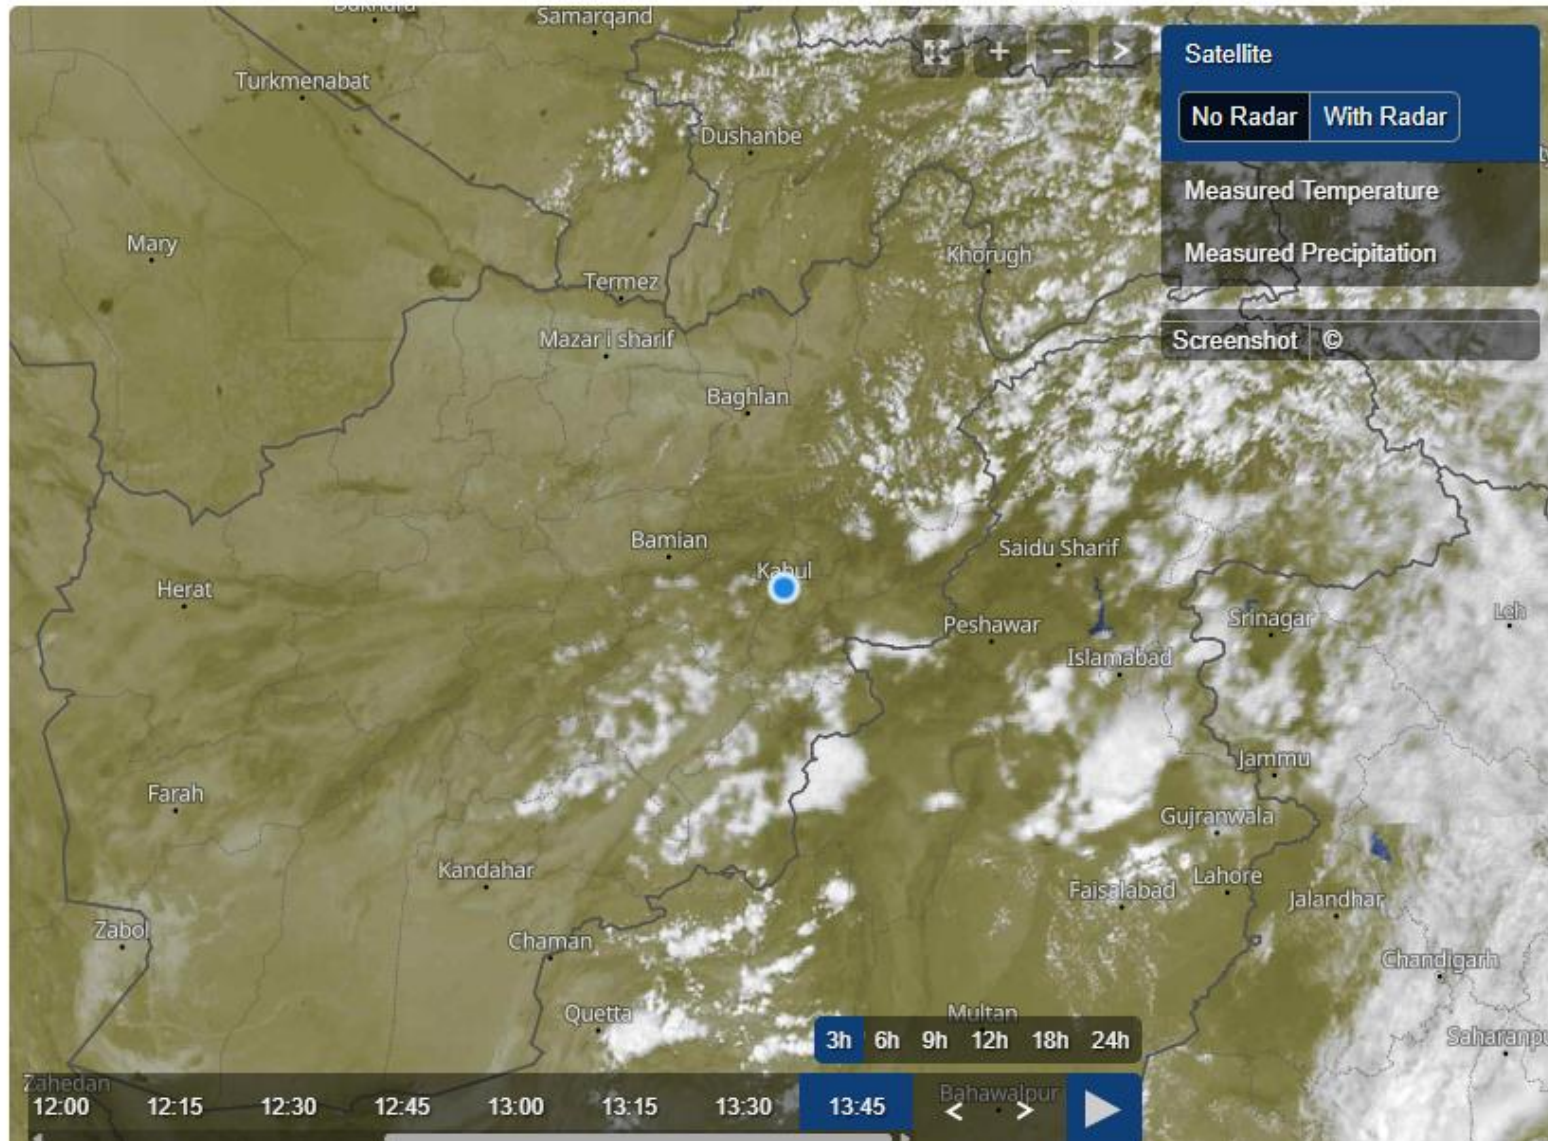 Samarqand
Satellite
Turkmenabat
No Radar With Radar
Dushanbe
Measured Temperature
Mary
Khorugh
Measured Precipitation
Termez
Mazar I sharif
Screenshot ©
Baghlan
Bamian
Saidu Sharif
Kabul
Herat
Srinagar
Leh
Peshawar
Islamabad
Jammu
Farah
Gujranwala
Kandahar
Faisalabad
Lahore
Jalandhar
Zabol
Chaman
Chandigarh
Quetta
Multan
3h 6h 9h 12h 18h 24h
Zahedan
Bahawalpur
12:00 12:15 12:30 12:45 13:00 13:15 13:30 13:45 < >